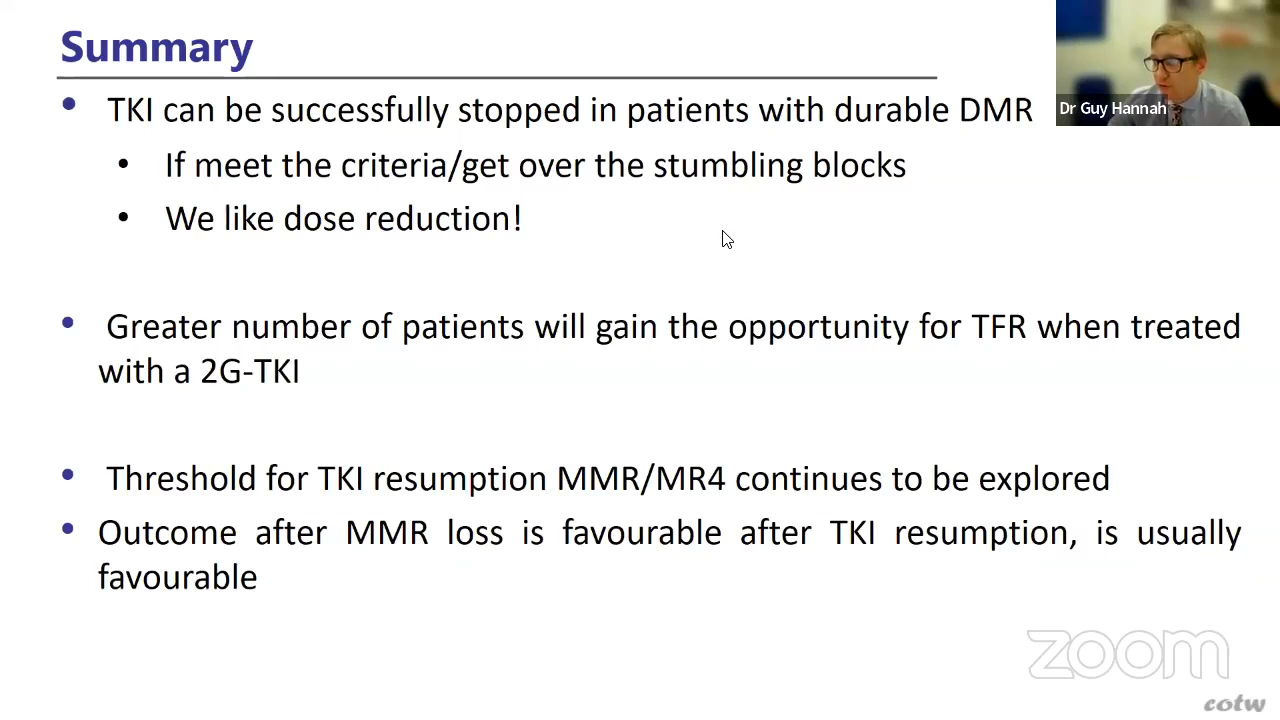 Summary
Dr Guy Hannah
• TKI can be successfully stopped in patients with durable DMR
• If meet the criteria/get over the stumbling blocks
• We like dose reduction!
• Greater number of patients will gain the opportunity for TFR when treated
with a 2G-TKI
• Threshold for TKI resumption MMR/MR4 continues to be explored
• Outcome after MMR loss is favourable after TKI resumption, is usually
favourable
zoom
cotw